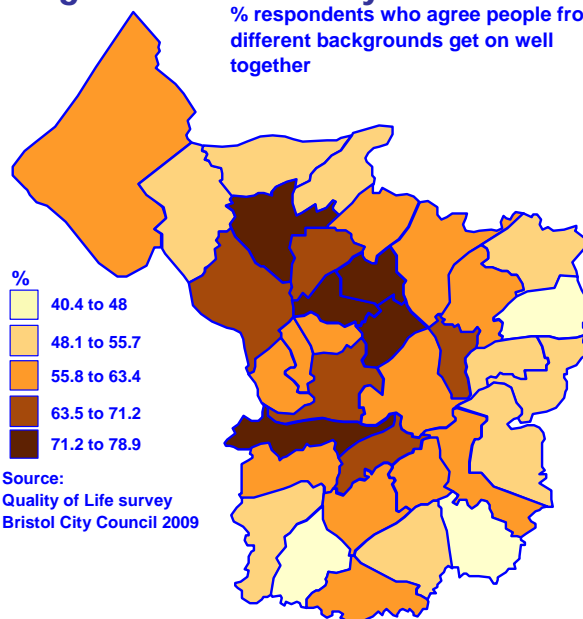 % respondents who agree people fro
different backgrounds get on well
together
%
40.4 to 48
48.1 to 55.7
55.8 to 63.4
63.5 to 71.2
71.2 to 78.9
Source:
Quality of Life survey
Bristol City Council 2009